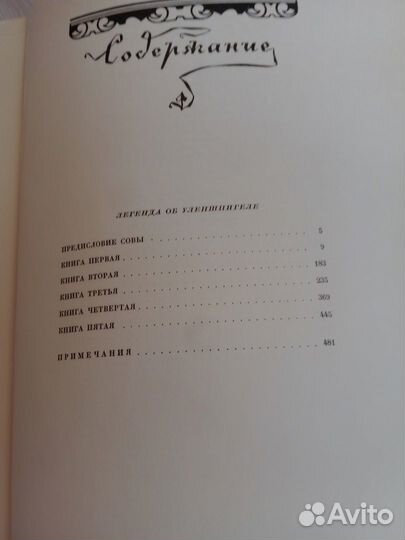 Содержание
ЛЕГЕНДА ОБ УЛЕНШПИГЕЛЕ
ПРЕДИСЛОВИЕ СОВЫ . . . . . . . . . . . . . . . . 5
КНИГА ПЕРВАЯ . . . . . . . . . . . . . . . . . . 9
КНИГА ВТОРАЯ . . . . . . . . . . . . . . . . . . 183
КНИГА ТРЕТЬЯ . . . . . . . . . . . . . . . . . . 235
КНИГА ЧЕТВЕРТАЯ . . . . . . . . . . . . . . . . 369
КНИГА ПЯТАЯ . . . . . . . . . . . . . . . . . . 445
ПРИМЕЧАНИЯ . . . . . . . . . . . . . . . . . . 481
Avito